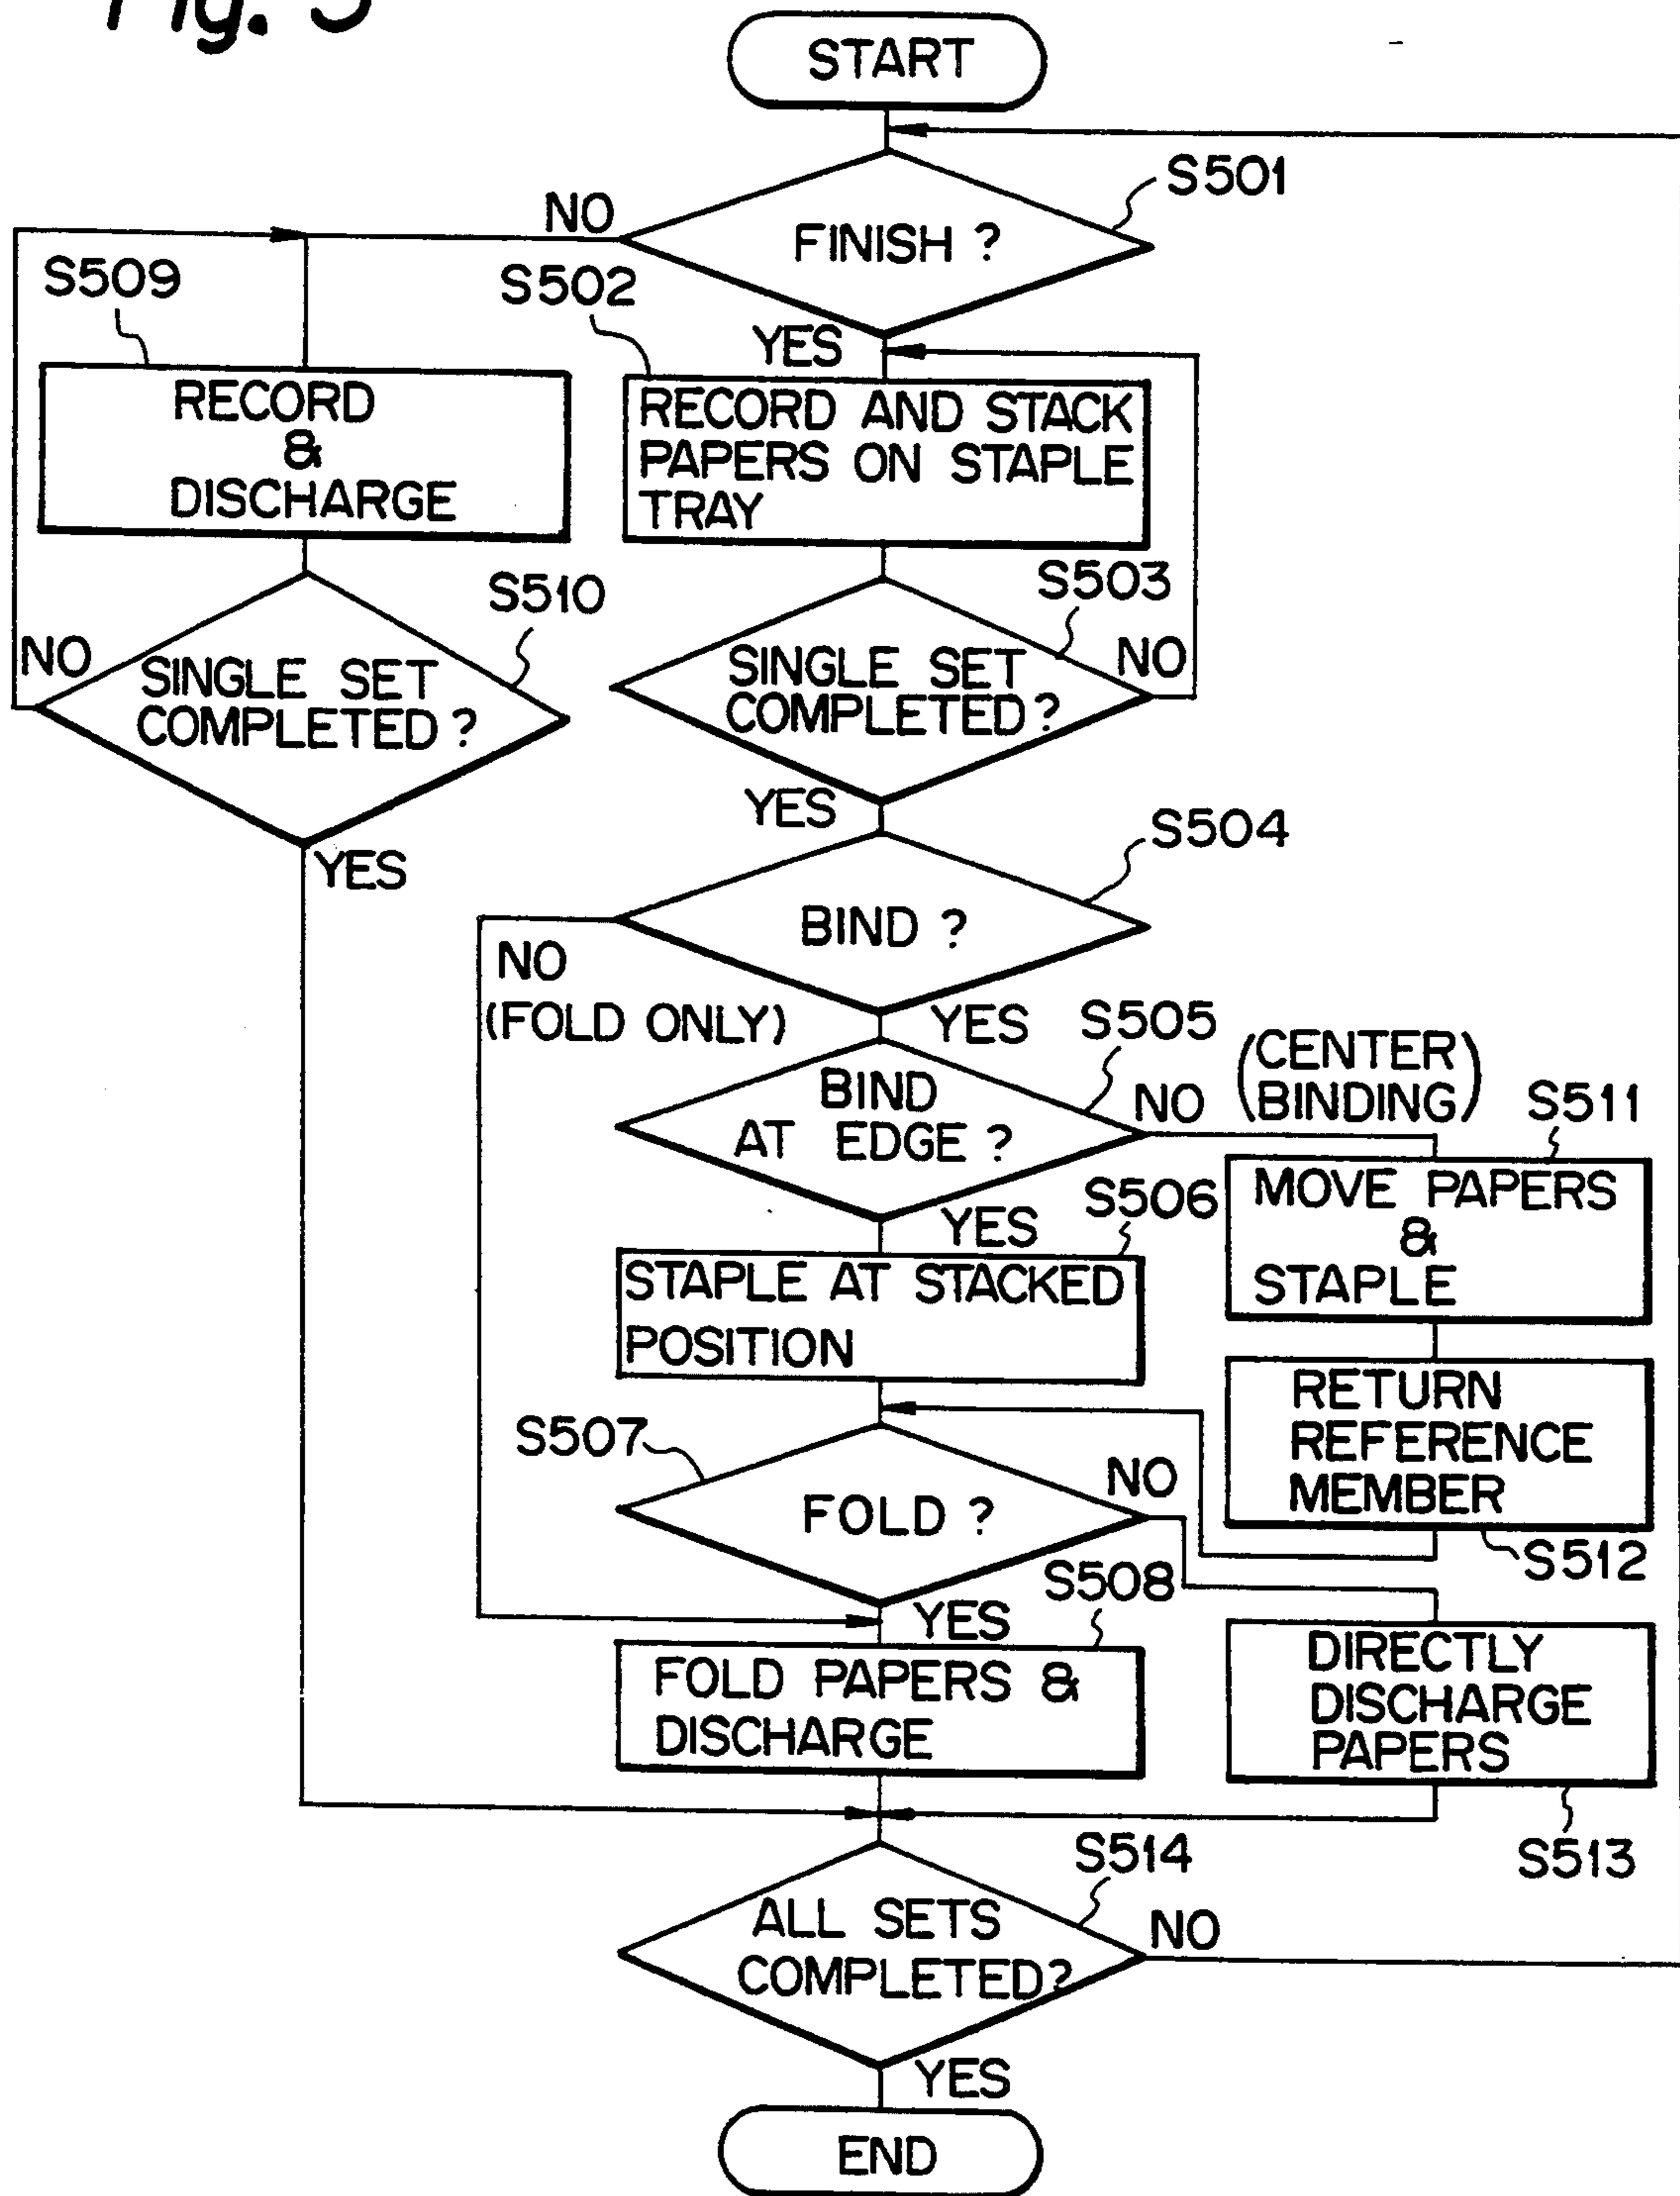 Fig. 5
START
S501
NO
FINISH ?
S509
S502
YES
RECORD
&
DISCHARGE
RECORD AND STACK
PAPERS ON STAPLE
TRAY
S510
S503
NO
SINGLE SET
COMPLETED ?
SINGLE SET
COMPLETED ?
NO
YES
YES
S504
BIND ?
NO
(FOLD ONLY)
YES
S505
BIND
AT EDGE ?
NO
(CENTER
BINDING)
S511
YES
S506
MOVE PAPERS
&
STAPLE
STAPLE AT STACKED
POSITION
RETURN
REFERENCE
MEMBER
S507
FOLD ?
NO
S512
YES
S508
FOLD PAPERS &
DISCHARGE
DIRECTLY
DISCHARGE
PAPERS
S513
S514
ALL SETS
COMPLETED?
NO
YES
END